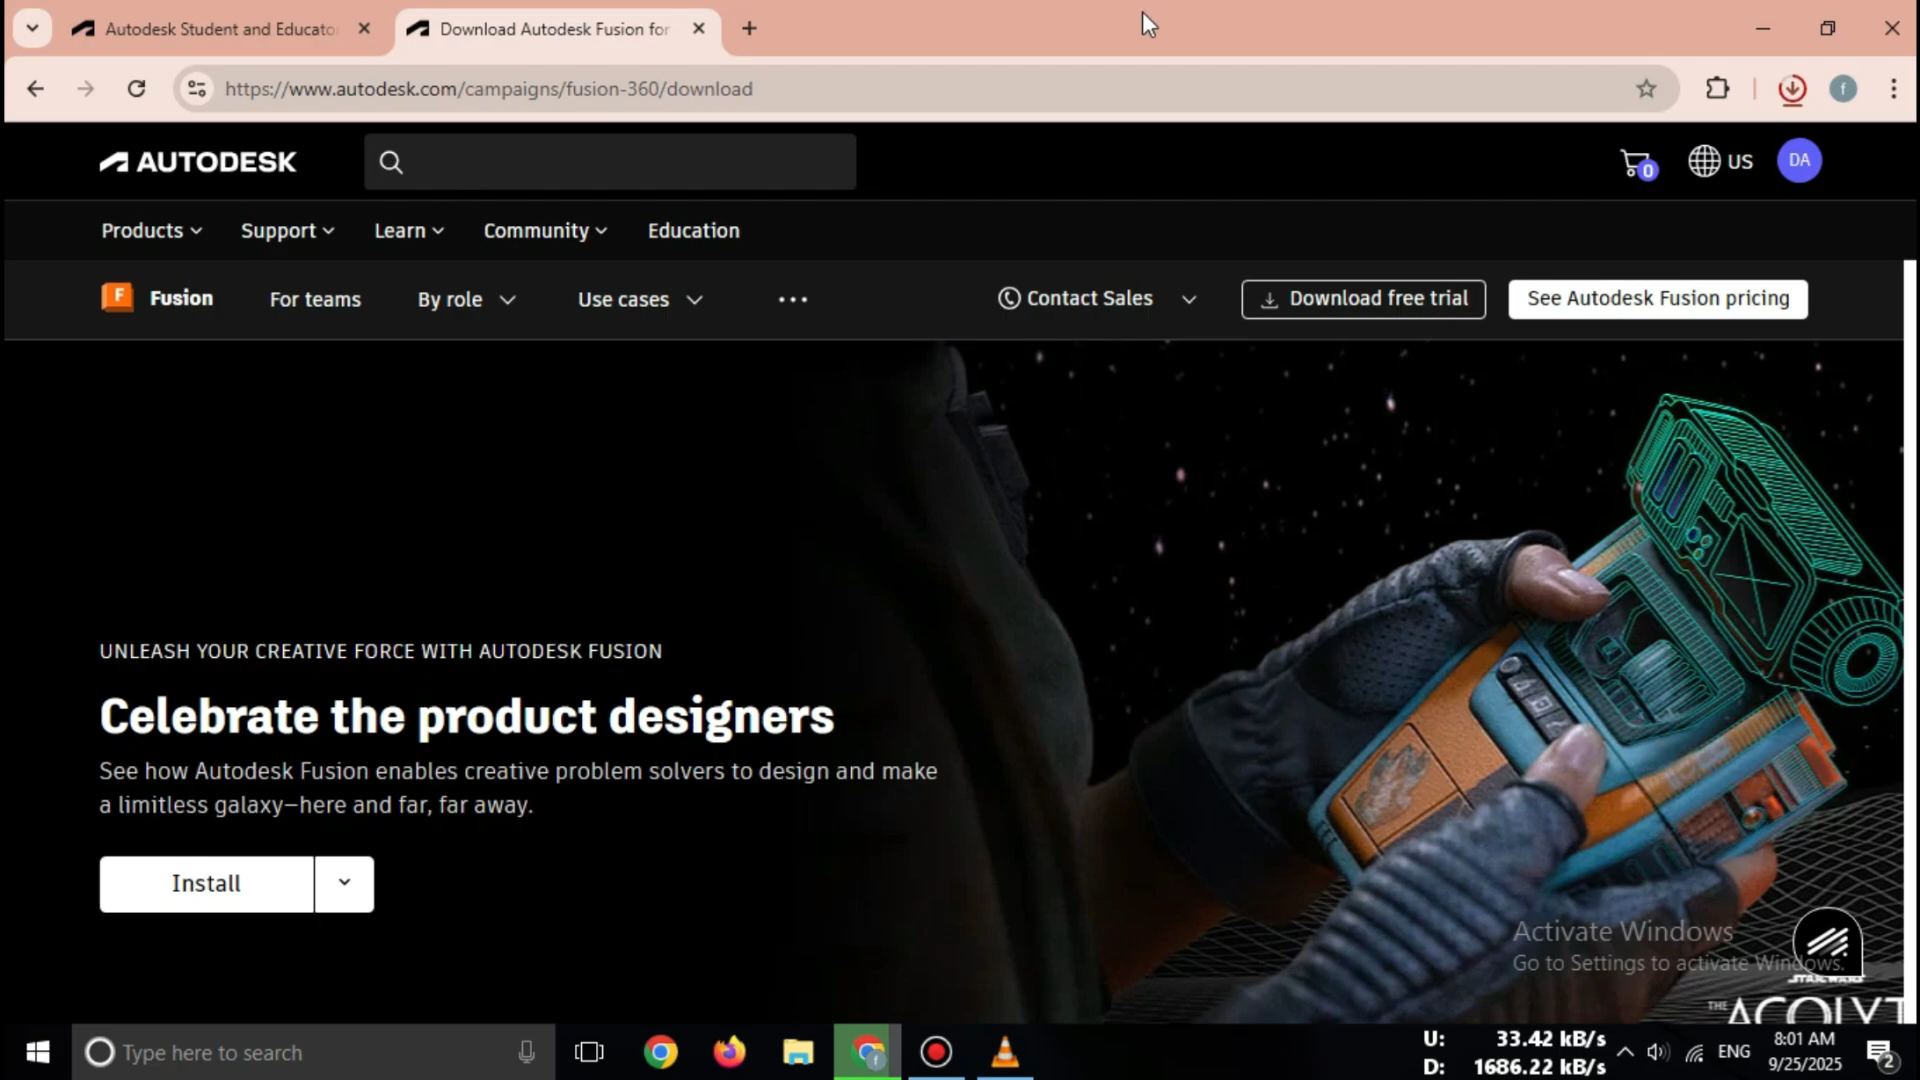 Autodesk Student and Educato
Download Autodesk Fusion for
https://www.autodesk.com/campaigns/fusion-360/download
f
AUTODESK
0
US
DA
Products
Support
Learn
Community
Education
F
Fusion
For teams
By role
Use cases
Contact Sales
Download free trial
See Autodesk Fusion pricing
UNLEASH YOUR CREATIVE FORCE WITH AUTODESK FUSION
Celebrate the product designers
See how Autodesk Fusion enables creative problem solvers to design and make
a limitless galaxy—here and far, far away.
Install
Activate Windows
Go to Settings to activate Windows.
STAR WARS
THE ACOLYT
Type here to search
f
U: 33.42 kB/s
D: 1686.22 kB/s
ENG
8:01 AM
9/25/2025
2